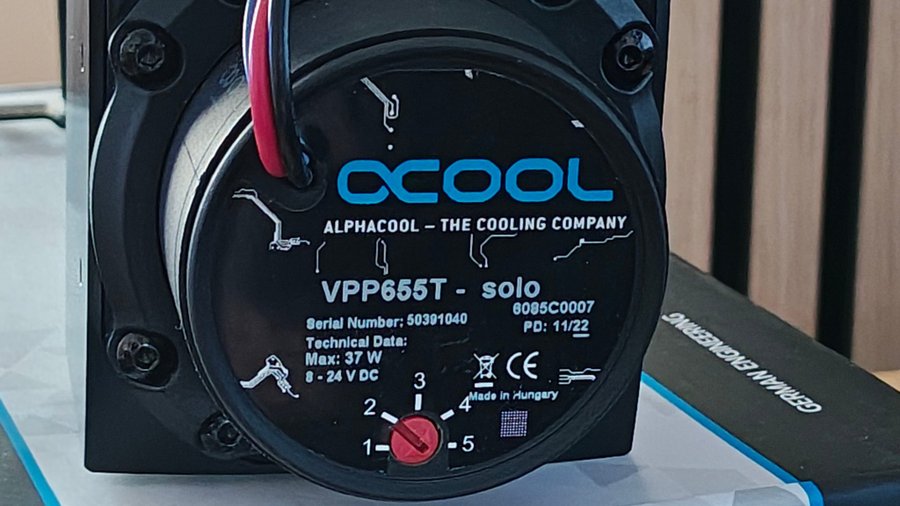 αCOOL
ALPHACOOL – THE COOLING COMPANY
VPP655T - solo
6085C0007
Serial Number: 50391040
PD: 11/22
Technical Data:
Max: 37 W
8 - 24 V DC
CE
Made in Hungary
1 2 3 4 5
GERMAN ENGINEERING